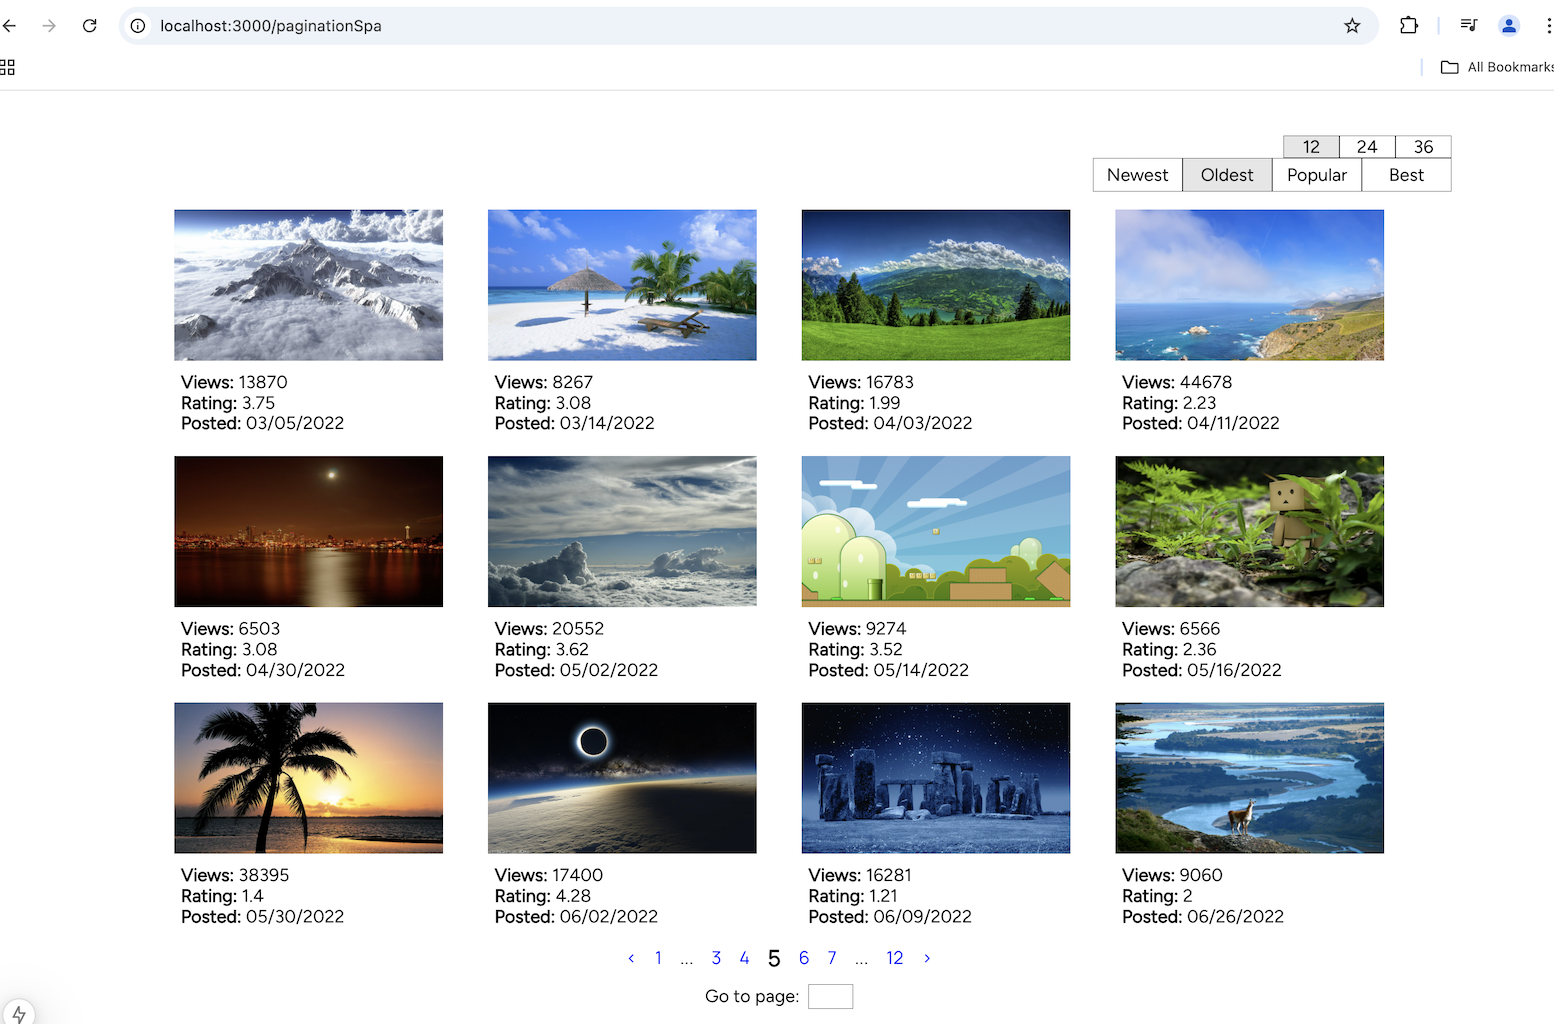 localhost:3000/paginationSpa
All Bookmarks
12 24 36
Newest Oldest Popular Best
Views: 13870
Rating: 3.75
Posted: 03/05/2022
Views: 8267
Rating: 3.08
Posted: 03/14/2022
Views: 16783
Rating: 1.99
Posted: 04/03/2022
Views: 44678
Rating: 2.23
Posted: 04/11/2022
Views: 6503
Rating: 3.08
Posted: 04/30/2022
Views: 20552
Rating: 3.62
Posted: 05/02/2022
Views: 9274
Rating: 3.52
Posted: 05/14/2022
Views: 6566
Rating: 2.36
Posted: 05/16/2022
Views: 38395
Rating: 1.4
Posted: 05/30/2022
Views: 17400
Rating: 4.28
Posted: 06/02/2022
Views: 16281
Rating: 1.21
Posted: 06/09/2022
Views: 9060
Rating: 2
Posted: 06/26/2022
‹ 1 ... 3 4 5 6 7 ... 12 ›
Go to page: